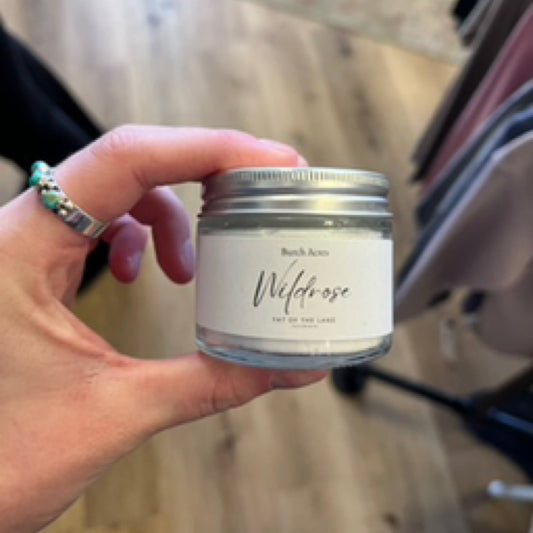 Burch Acres
Wildrose
FAT OF THE LAND